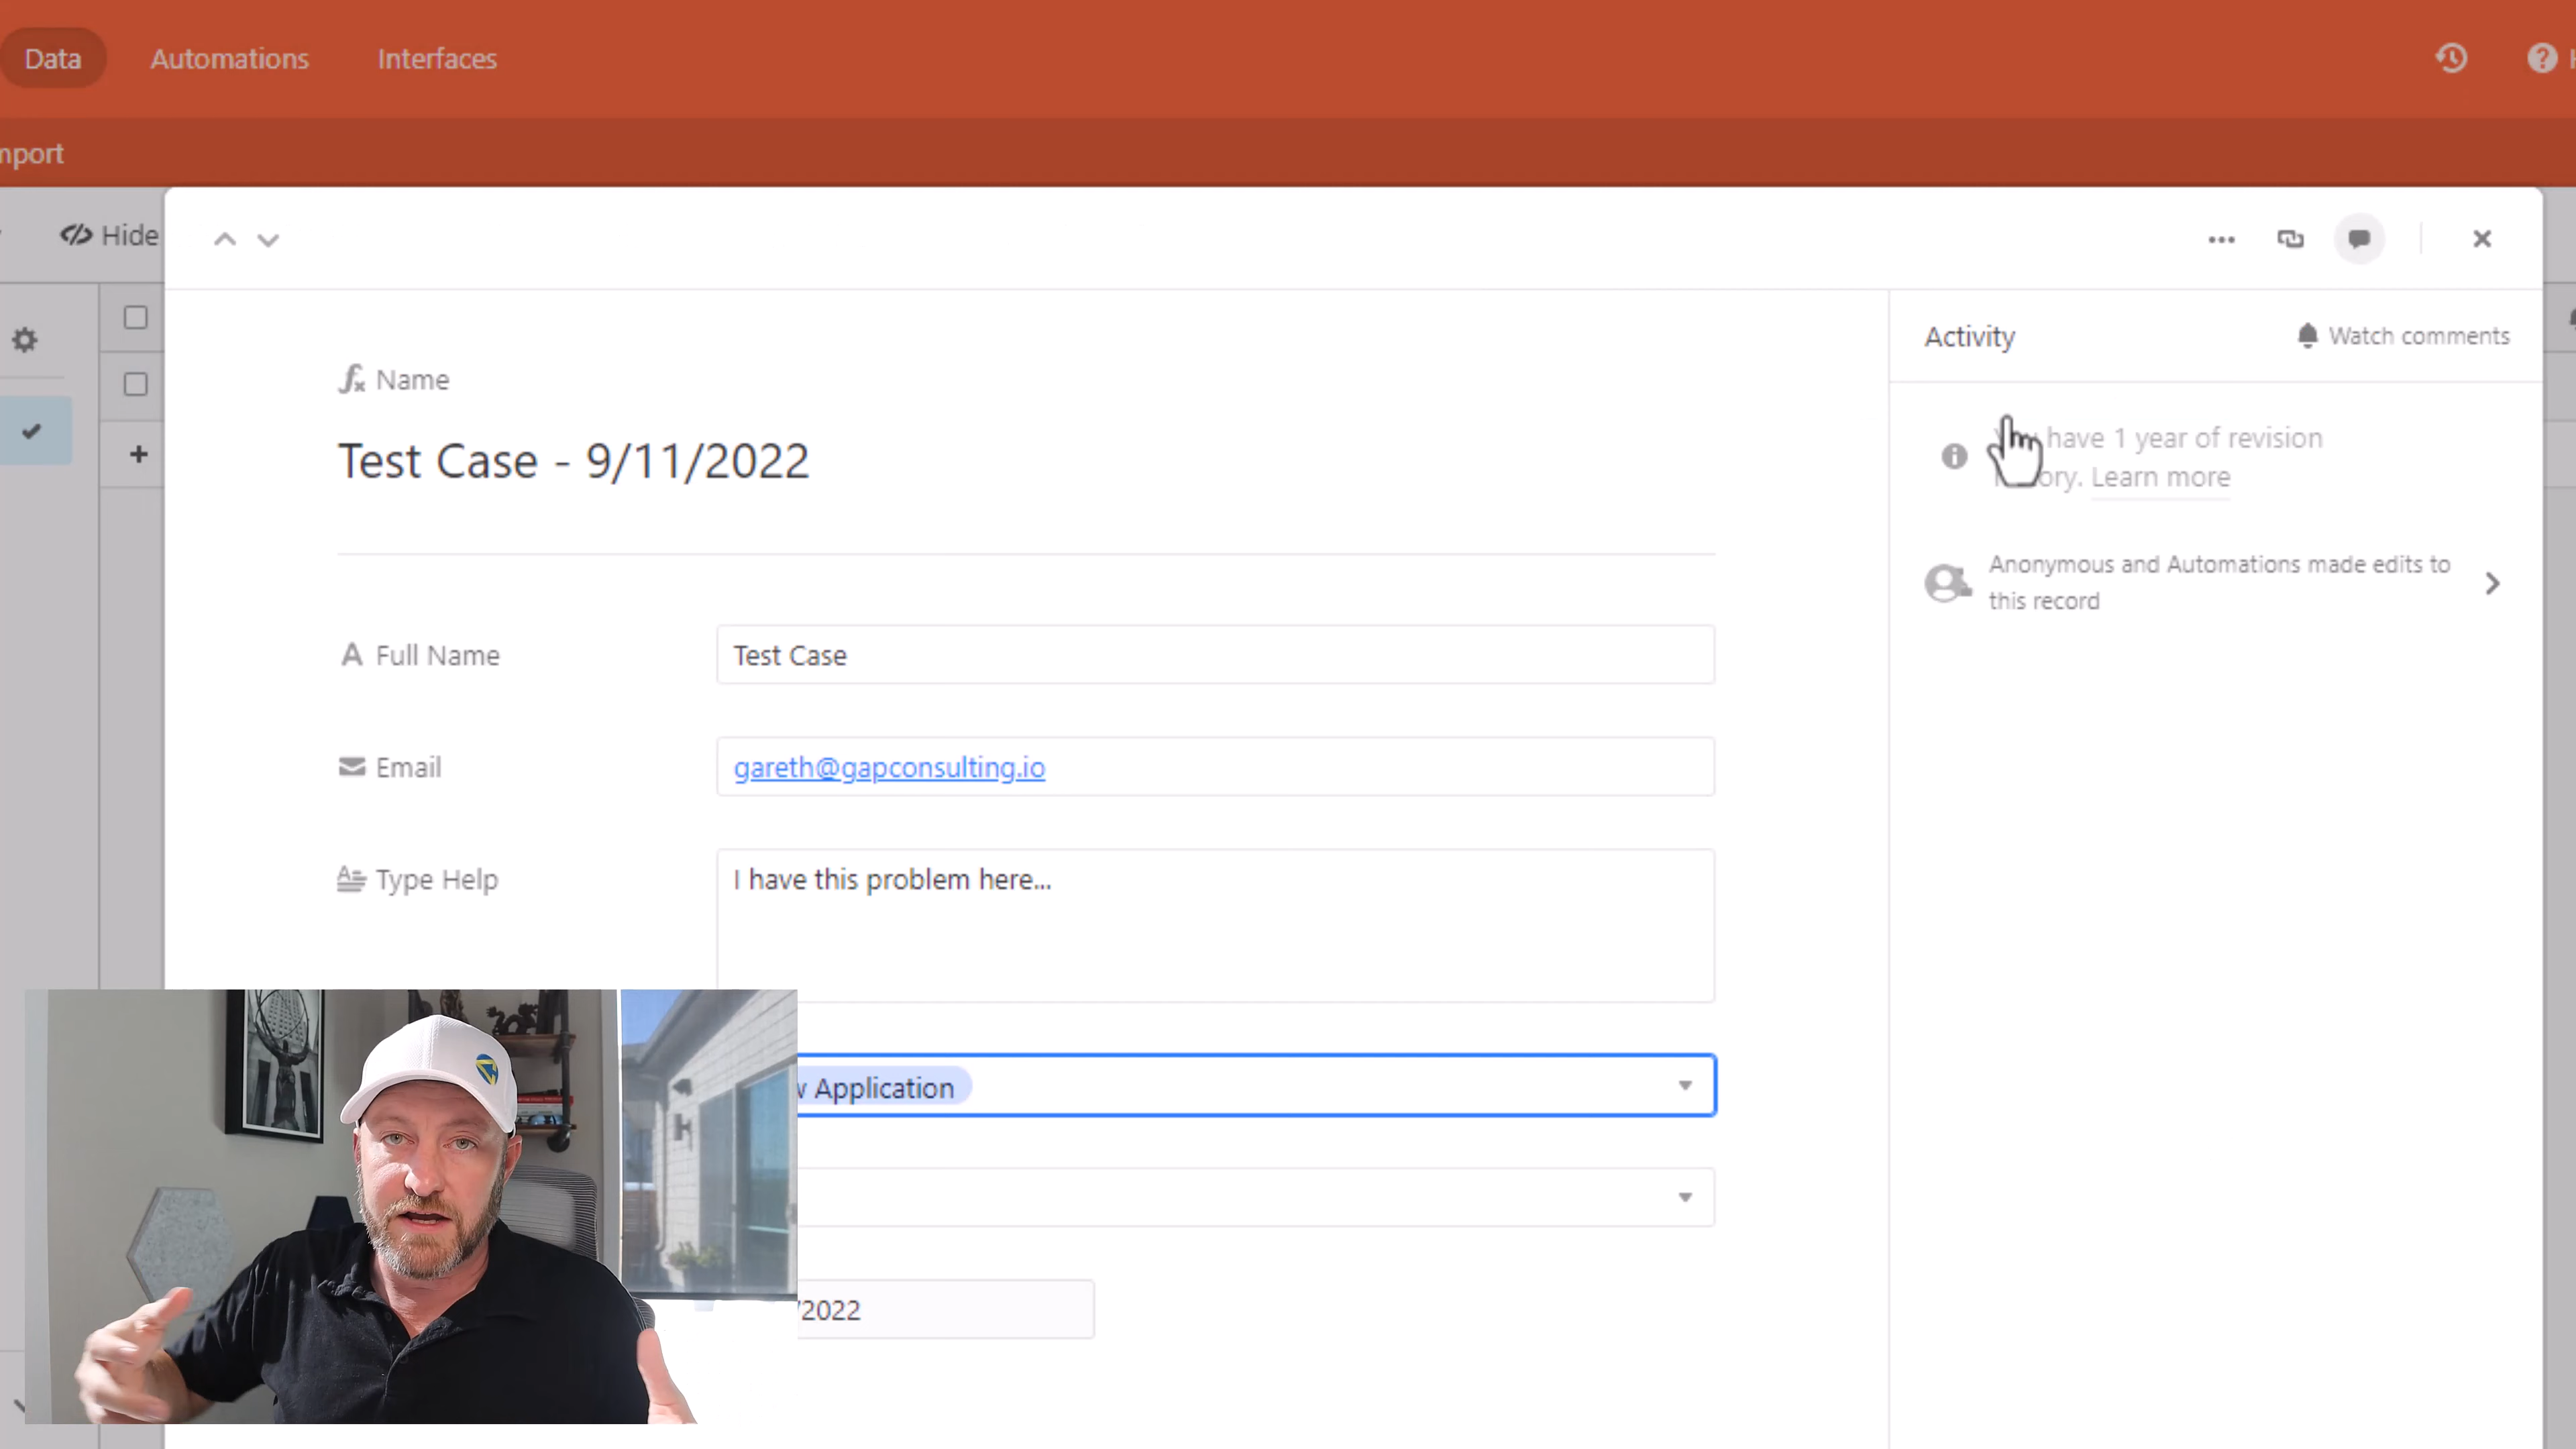 Data
Automations
Interfaces
Hide
Name
Test Case - 9/11/2022
Full Name
Test Case
Email
gareth@gapconsulting.io
Type Help
I have this problem here...
Application
/2022
Activity
Watch comments
have 1 year of revision
Learn more
Anonymous and Automations made edits to
this record